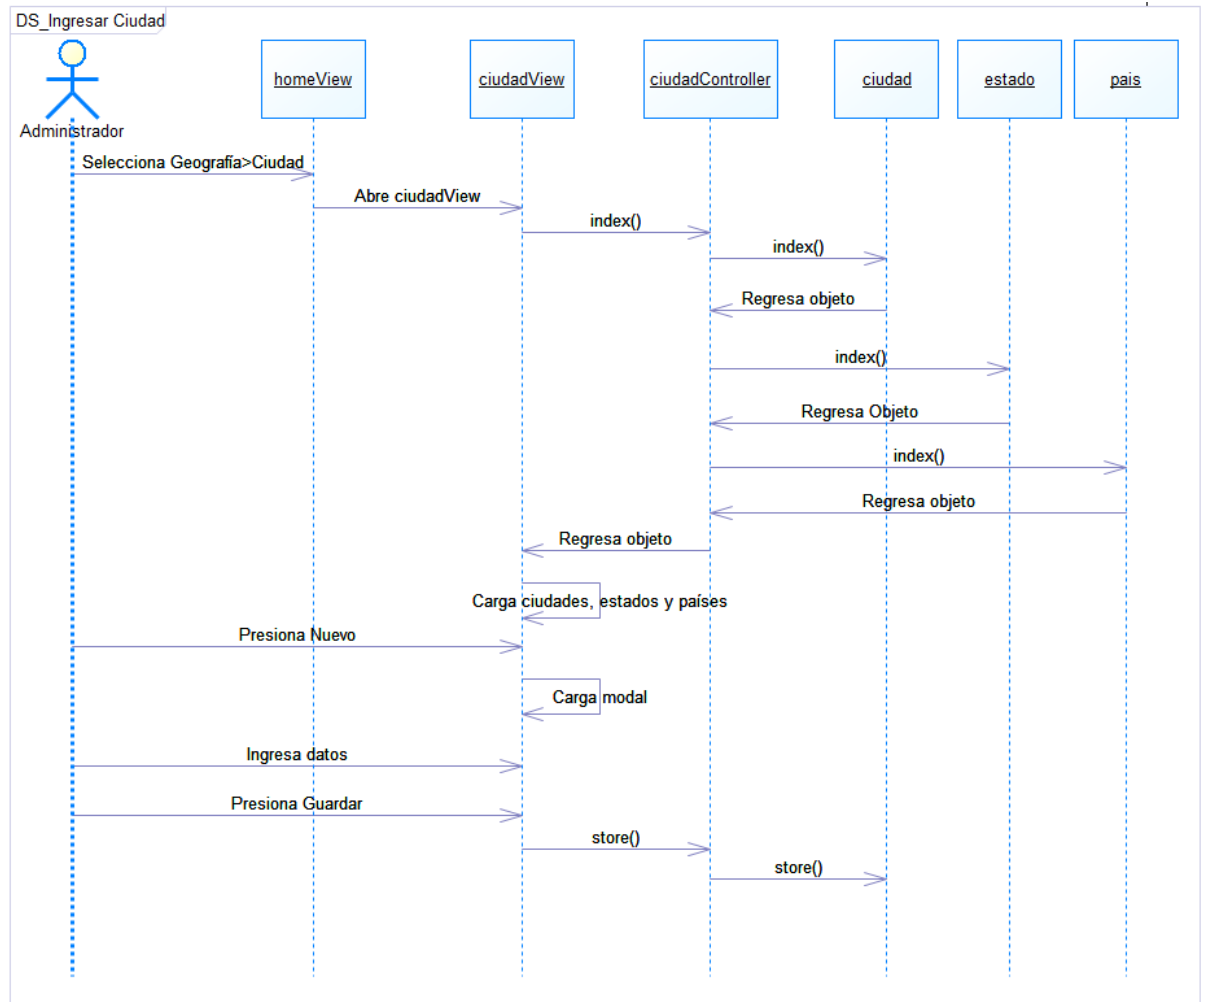 DS_Ingresar Ciudad
homeView
ciudadView
ciudadController
ciudad
estado
pais
Administrador
Selecciona Geografía>Ciudad
Abre ciudadView
index()
index()
Regresa objeto
index()
Regresa Objeto
index()
Regresa objeto
Regresa objeto
Carga ciudades, estados y países
Presiona Nuevo
Carga modal
Ingresa datos
Presiona Guardar
store()
store()